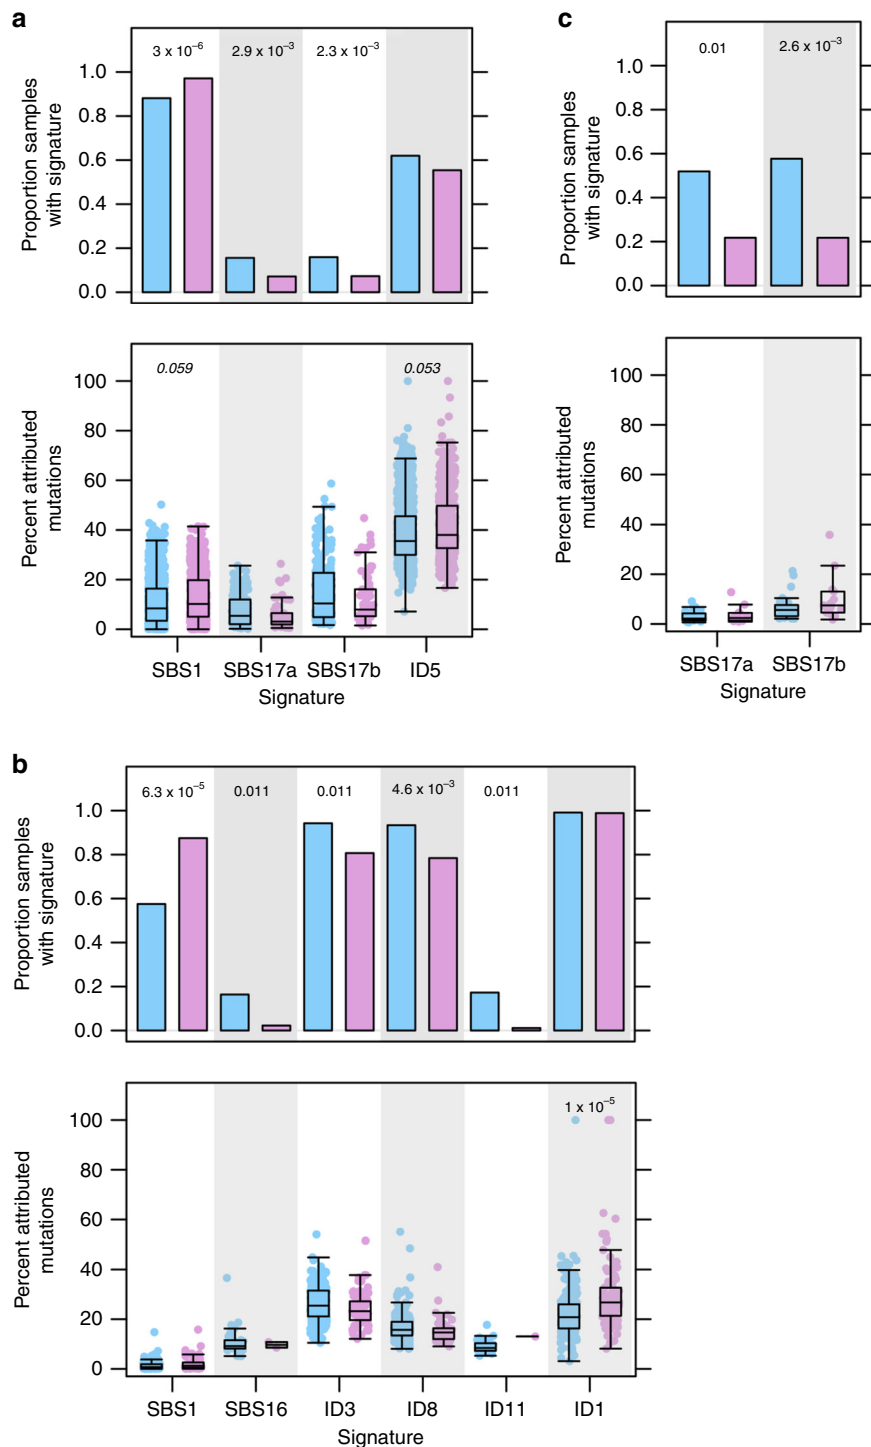 a
3 x 10⁻⁶ 2.9 x 10⁻³ 2.3 x 10⁻³
1.0
0.8
0.6
0.4
0.2
0.0
Proportion samples
with signature
0.059 0.053
100
80
60
40
20
0
Percent attributed
mutations
SBS1 SBS17a SBS17b ID5
Signature
c
0.01 2.6 x 10⁻³
1.0
0.8
0.6
0.4
0.2
0.0
Proportion samples
with signature
100
80
60
40
20
0
Percent attributed
mutations
SBS17a SBS17b
Signature
b
6.3 x 10⁻⁵ 0.011 0.011 4.6 x 10⁻³ 0.011
1.0
0.8
0.6
0.4
0.2
0.0
Proportion samples
with signature
1 x 10⁻⁵
100
80
60
40
20
0
Percent attributed
mutations
SBS1 SBS16 ID3 ID8 ID11 ID1
Signature